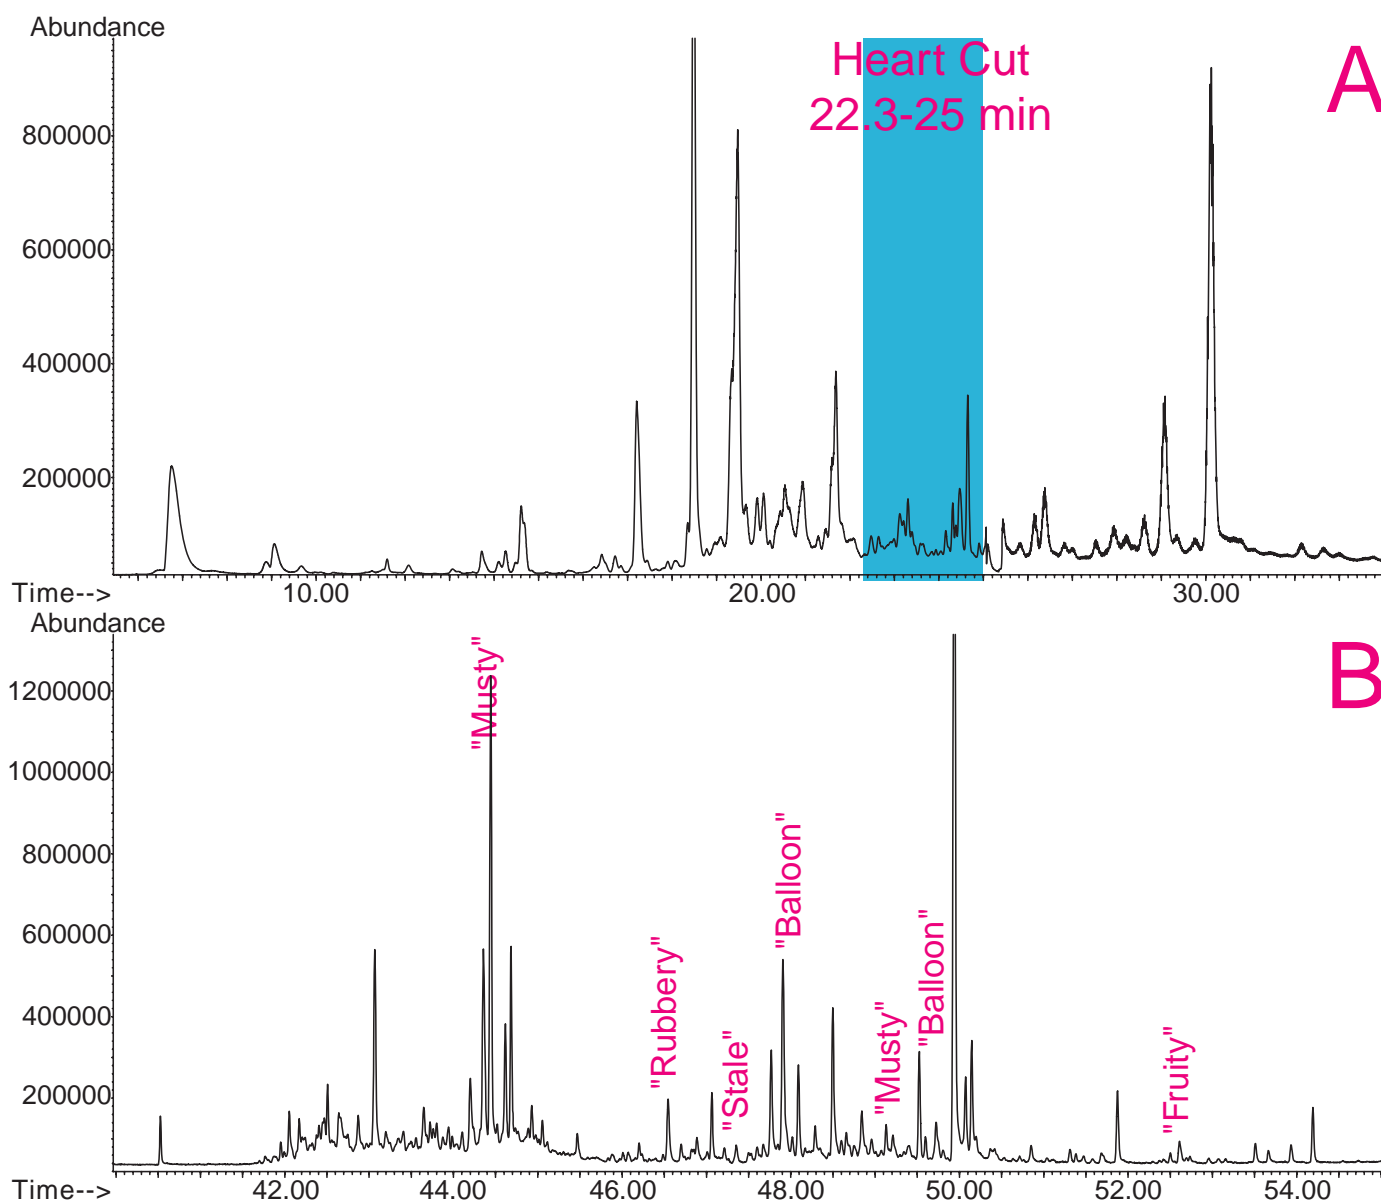 Abundance
Heart Cut
22.3-25 min
A
800000
600000
400000
200000
Time-->
10.00
20.00
30.00
Abundance
B
1200000
1000000
800000
600000
400000
200000
"Musty"
"Rubbery"
"Stale"
"Balloon"
"Musty"
"Balloon"
"Fruity"
Time-->
42.00
44.00
46.00
48.00
50.00
52.00
54.00